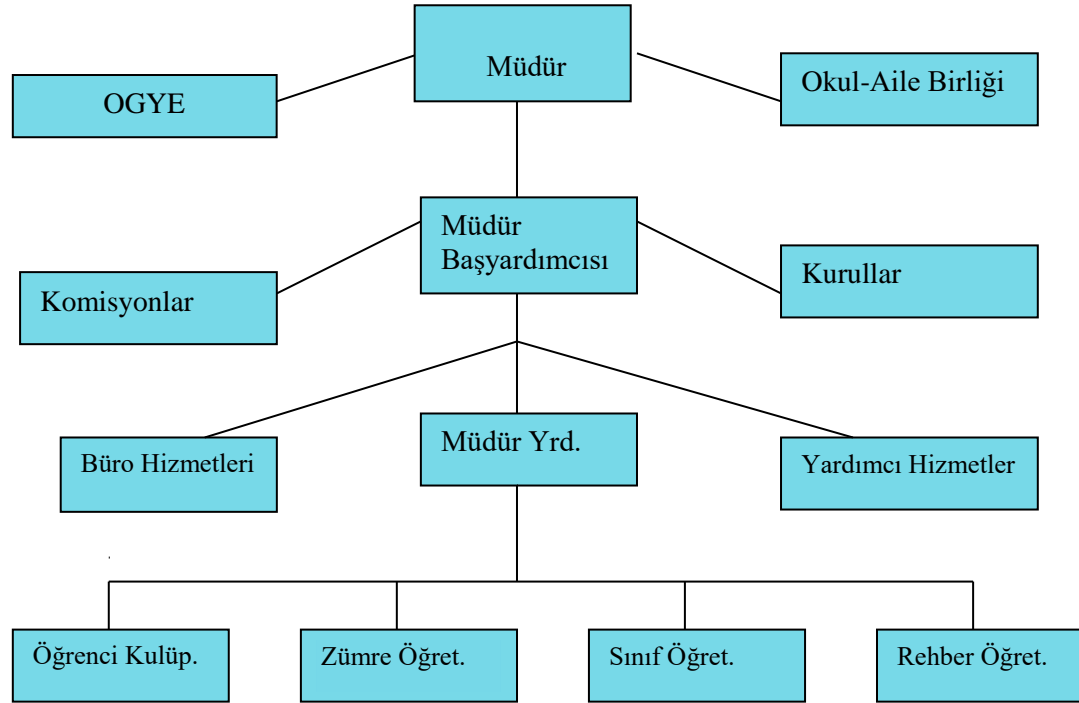 Müdür
OGYE
Okul-Aile Birliği
Müdür
Başyardımcısı
Komisyonlar
Kurullar
Büro Hizmetleri
Müdür Yrd.
Yardımcı Hizmetler
Öğrenci Kulüp.
Zümre Öğret.
Sınıf Öğret.
Rehber Öğret.